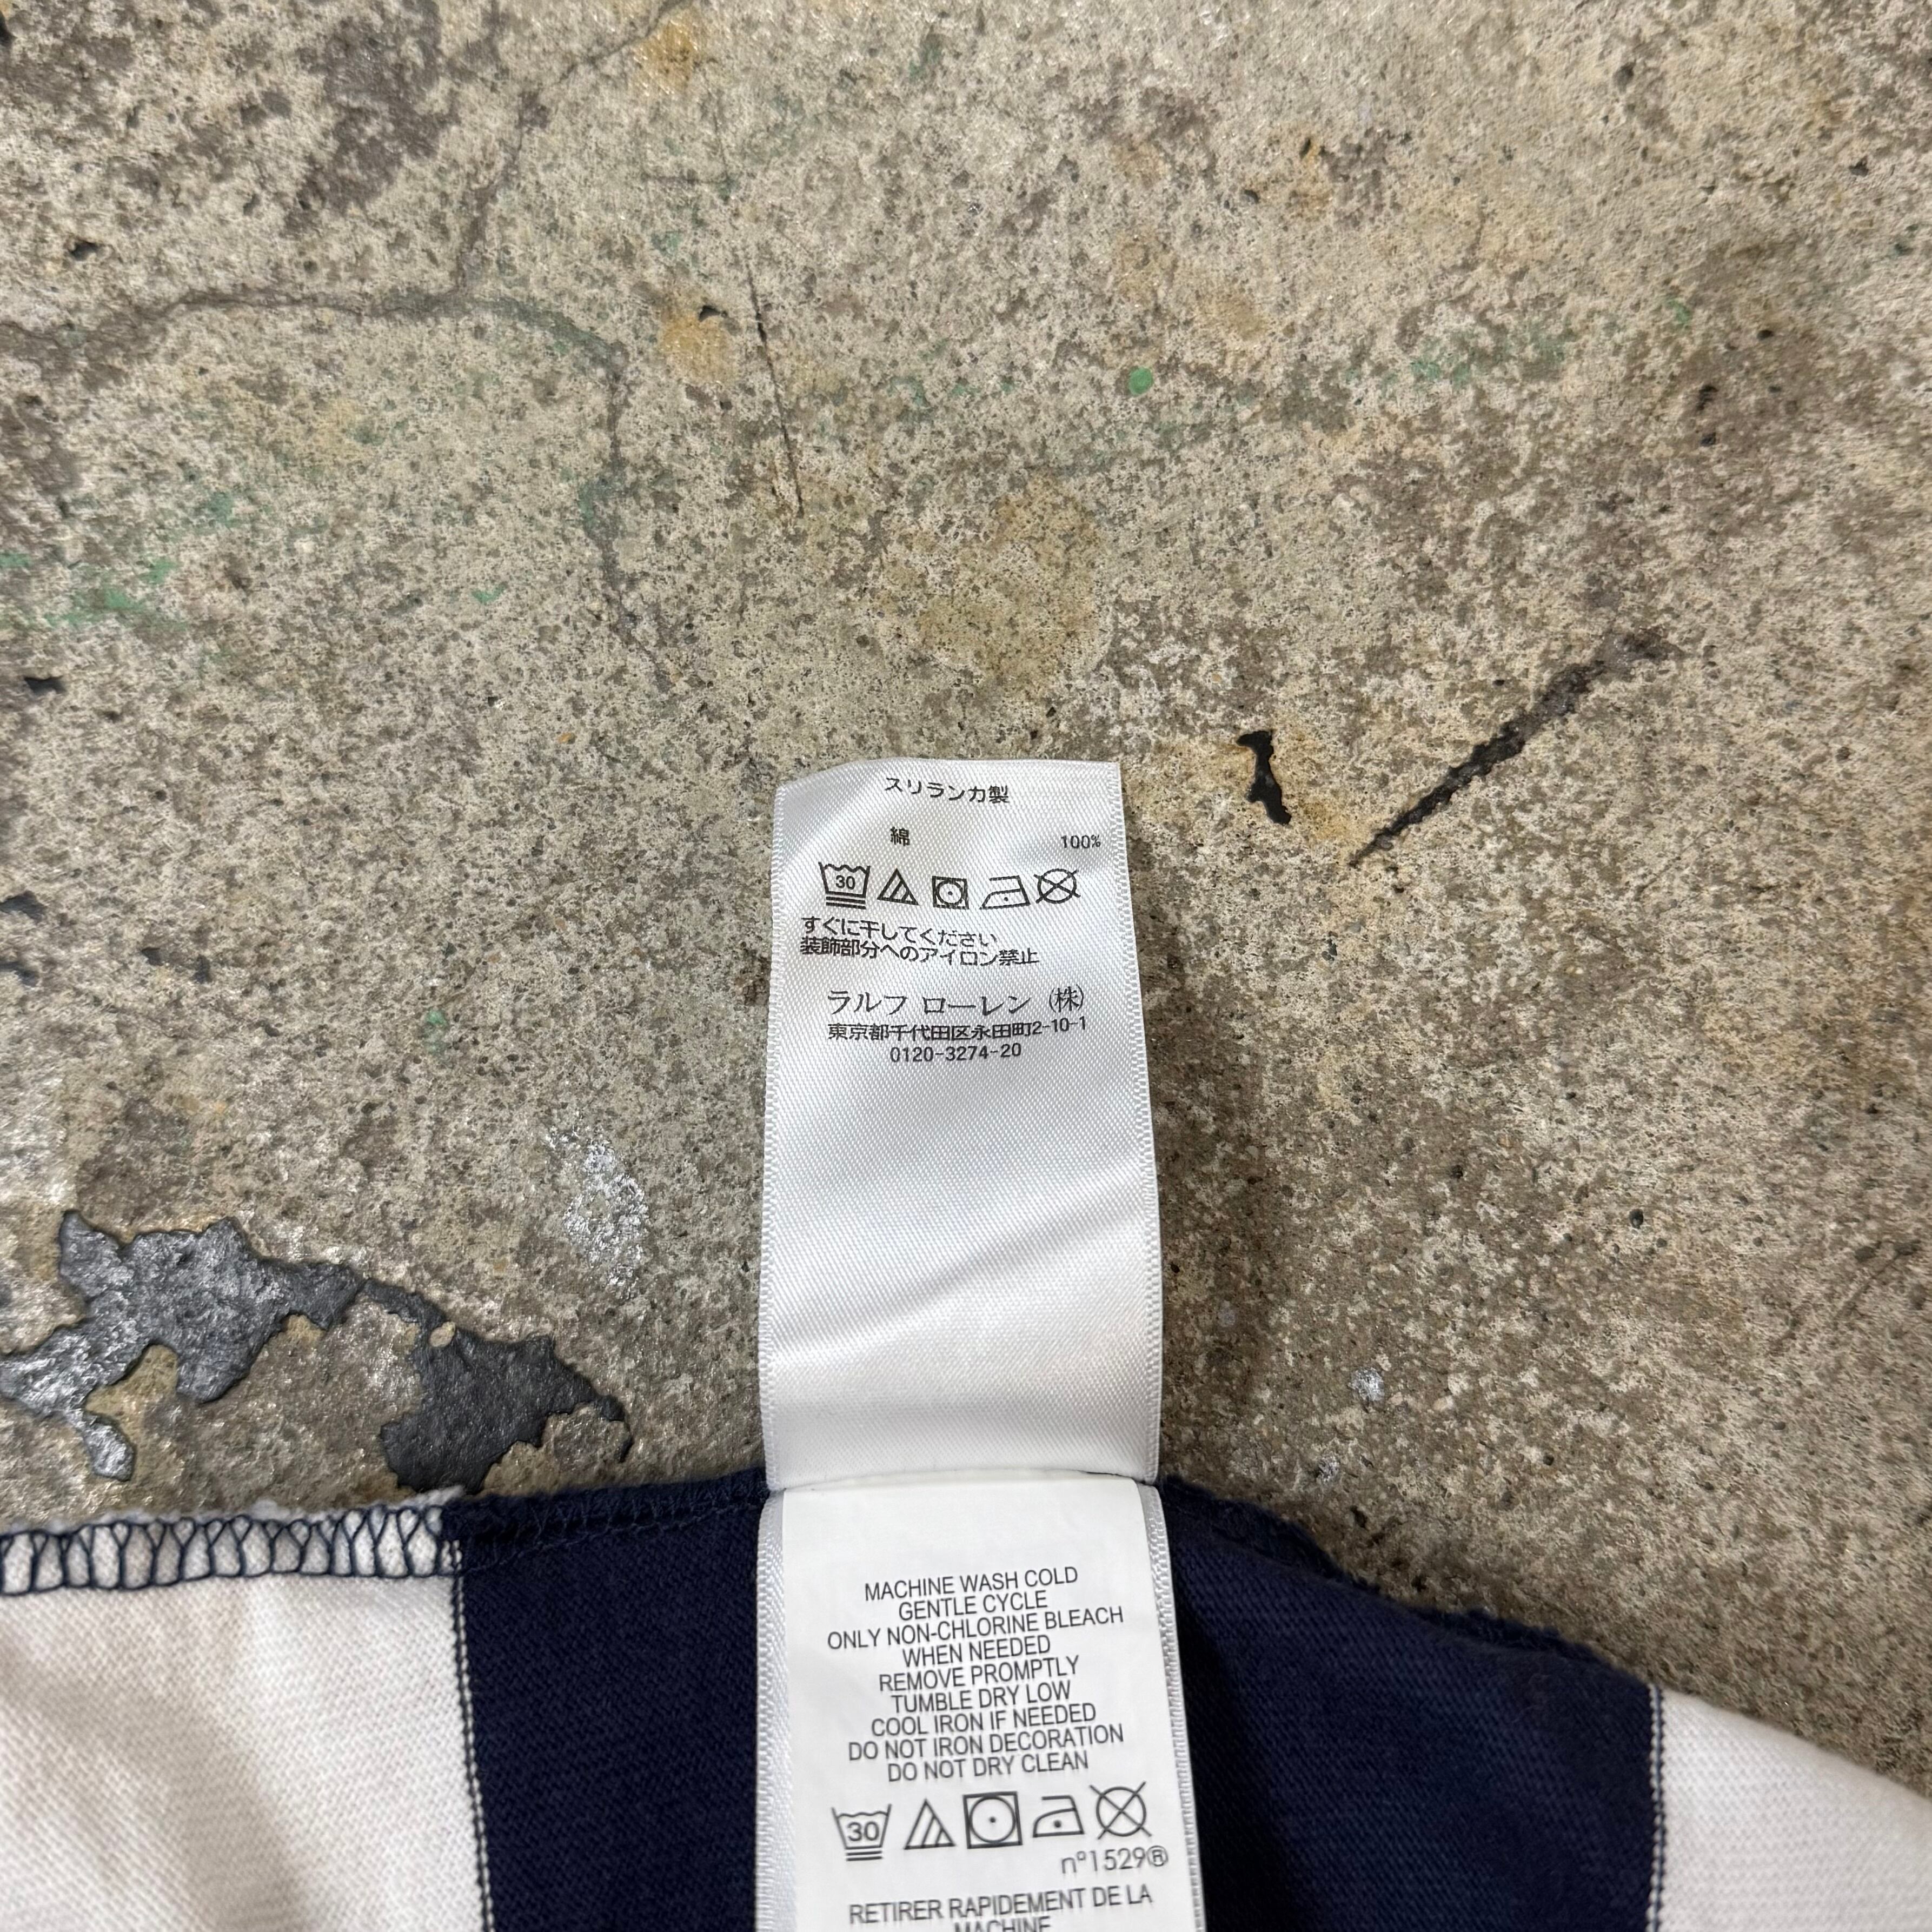 スリランカ製
綿 100%
30
すぐに干してください
装飾部分へのアイロン禁止
ラルフ ローレン (株)
東京都千代田区永田町2-10-1
0120-3274-20
MACHINE WASH COLD
GENTLE CYCLE
ONLY NON-CHLORINE BLEACH
WHEN NEEDED
REMOVE PROMPTLY
TUMBLE DRY LOW
COOL IRON IF NEEDED
DO NOT IRON DECORATION
DO NOT DRY CLEAN
30
n°1529®
RETIRER RAPIDEMENT DE LA
MACHINE